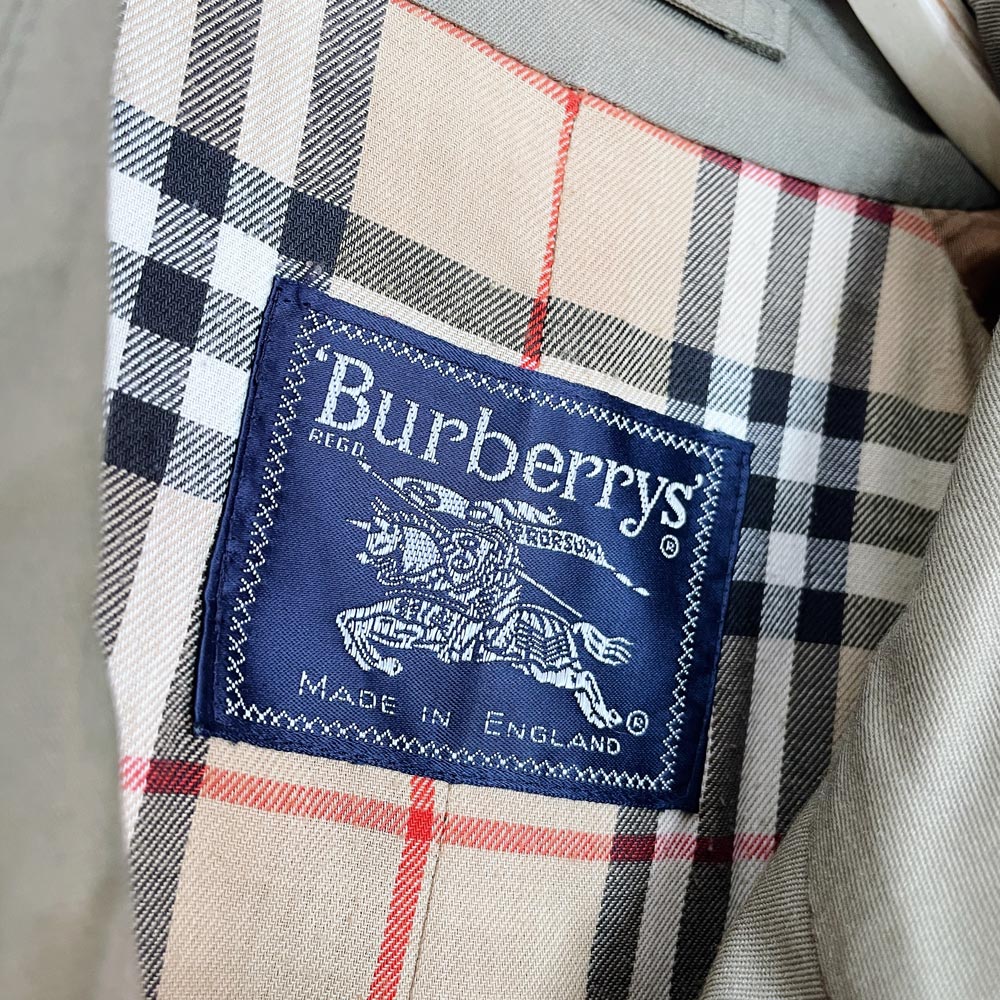 'Burberrys'
REGD. ®
PRORSUM
MADE IN ENGLAND ®